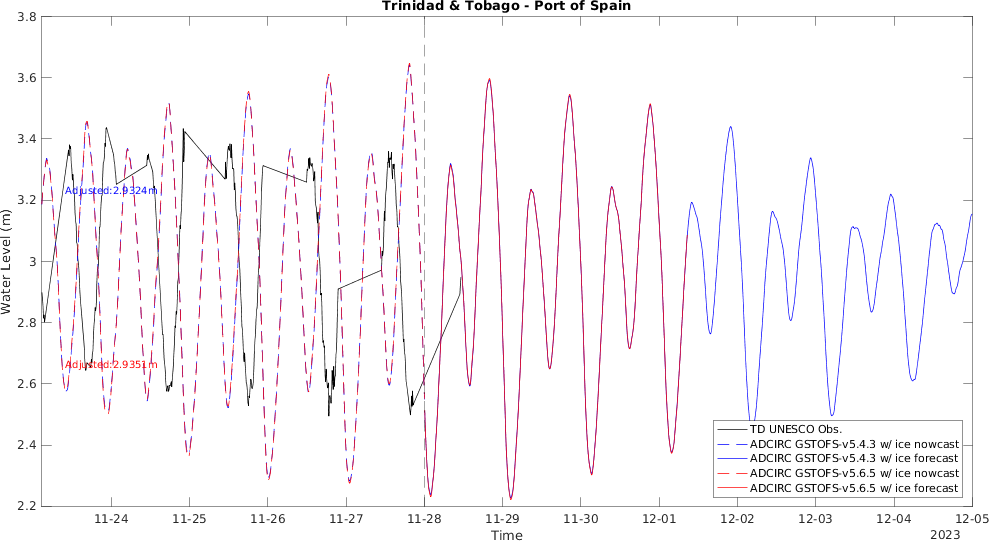 Trinidad & Tobago - Port of Spain
3.8
3.6
3.4
3.2
3
2.8
2.6
2.4
2.2
Water Level (m)
Adjusted:2.9324m
Adjusted:2.9351m
TD UNESCO Obs.
ADCIRC GSTOFS-v5.4.3 w/ ice nowcast
ADCIRC GSTOFS-v5.4.3 w/ ice forecast
ADCIRC GSTOFS-v5.6.5 w/ ice nowcast
ADCIRC GSTOFS-v5.6.5 w/ ice forecast
11-24 11-25 11-26 11-27 11-28 11-29 11-30 12-01 12-02 12-03 12-04 12-05
Time
2023